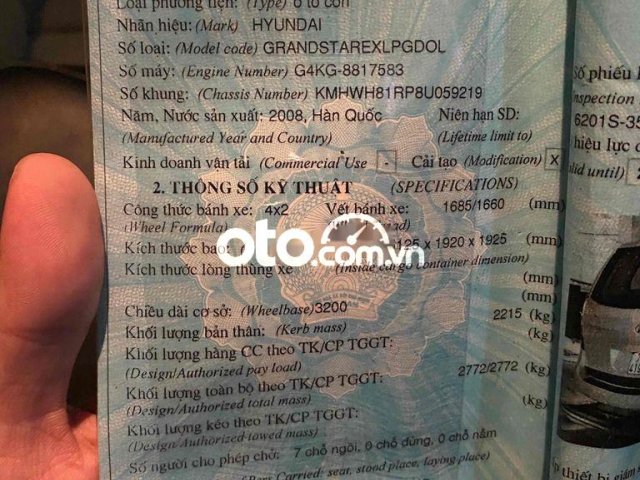 Loại phương tiện: (Type) ô tô con
Nhãn hiệu: (Mark) HYUNDAI
Số loại: (Model code) GRANDSTAREXLPGDOL
Số máy: (Engine Number) G4KG-8817583
Số khung: (Chassis Number) KMHWH81RP8U059219
Năm, Nước sản xuất: 2008, Hàn Quốc Niên hạn SD:
(Manufactured Year and Country) (Lifetime limit to)
Kinh doanh vận tải (Commercial Use - Cải tạo (Modification) X
2. THÔNG SỐ KỸ THUẬT (SPECIFICATIONS)
Công thức bánh xe: 4x2 Vết bánh xe: 1685/1660 (mm)
(Wheel Formula)
Kích thước bao: 125 x 1920 x 1925 (mm)
Kích thước lòng thùng xe (Inside cargo container dimension)
(mm)
(mm)
Chiều dài cơ sở: (Wheelbase) 3200
Khối lượng bản thân: (Kerb mass) 2215 (kg)
Khối lượng hàng CC theo TK/CP TGGT: (kg)
(Design/Authorized pay load)
Khối lượng toàn bộ theo TK/CP TGGT: 2772/2772 (kg)
(Design/Authorized total mass)
Khối lượng kéo theo TK/CP TGGT: (kg)
(Design/Authorized towed mass)
Số người cho phép chở: 7 chỗ ngồi, 0 chỗ đứng, 0 chỗ nằm
Carried: seat, stood place, laying place)
oto.com.vn
Số phiếu
6201S-35
hiệu lực
until)
thiết bị giám